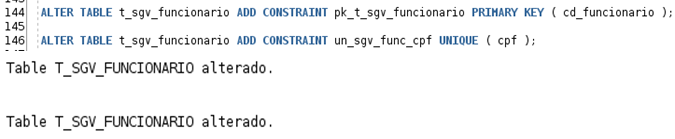 144 ALTER TABLE t_sgv_funcionario ADD CONSTRAINT pk_t_sgv_funcionario PRIMARY KEY ( cd_funcionario );
145
146 ALTER TABLE t_sgv_funcionario ADD CONSTRAINT un_sgv_func_cpf UNIQUE ( cpf );
Table T_SGV_FUNCIONARIO alterado.
Table T_SGV_FUNCIONARIO alterado.